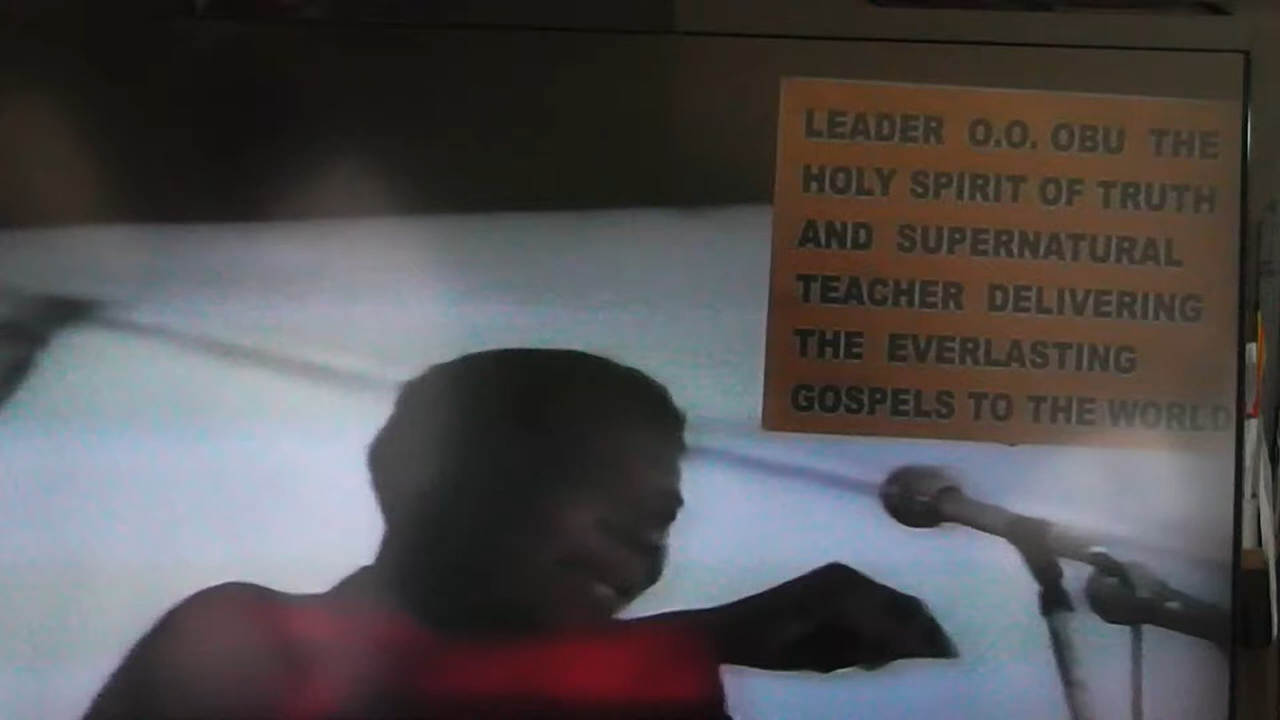 LEADER O.O. OBU THE
HOLY SPIRIT OF TRUTH
AND SUPERNATURAL
TEACHER DELIVERING
THE EVERLASTING
GOSPELS TO THE WORLD